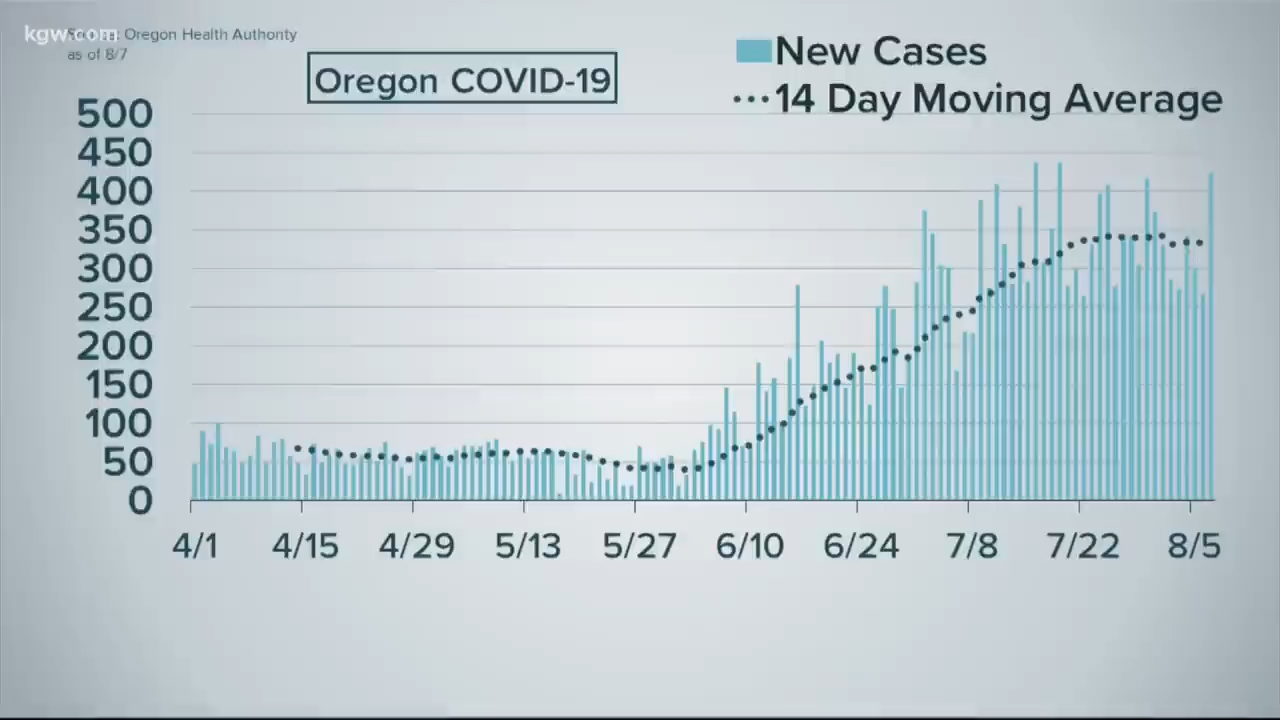 kgw.com Oregon Health Authority
as of 8/7
Oregon COVID-19
New Cases
14 Day Moving Average
500
450
400
350
300
250
200
150
100
50
0
4/1 4/15 4/29 5/13 5/27 6/10 6/24 7/8 7/22 8/5